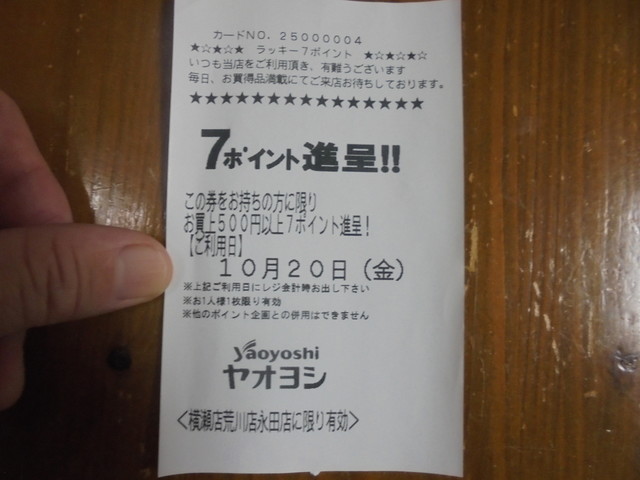 カードNO. 25000004
★☆★☆★ ラッキー7ポイント ★☆★☆★☆
いつも当店をご利用頂き、有難うございます
毎日、お買得品満載にてご来店お待ちしております。
★★★★★★★★★★★★★★★
7ポイント進呈!!
この券をお持ちの方に限り
お買上500円以上7ポイント進呈!
【ご利用日】
10月20日(金)
※上記ご利用日にレジ会計時お出し下さい
※お1人様1枚限り有効
※他のポイント企画との併用はできません
Yaoyoshi
ヤオヨシ
<横瀬店荒川店永田店に限り有効>